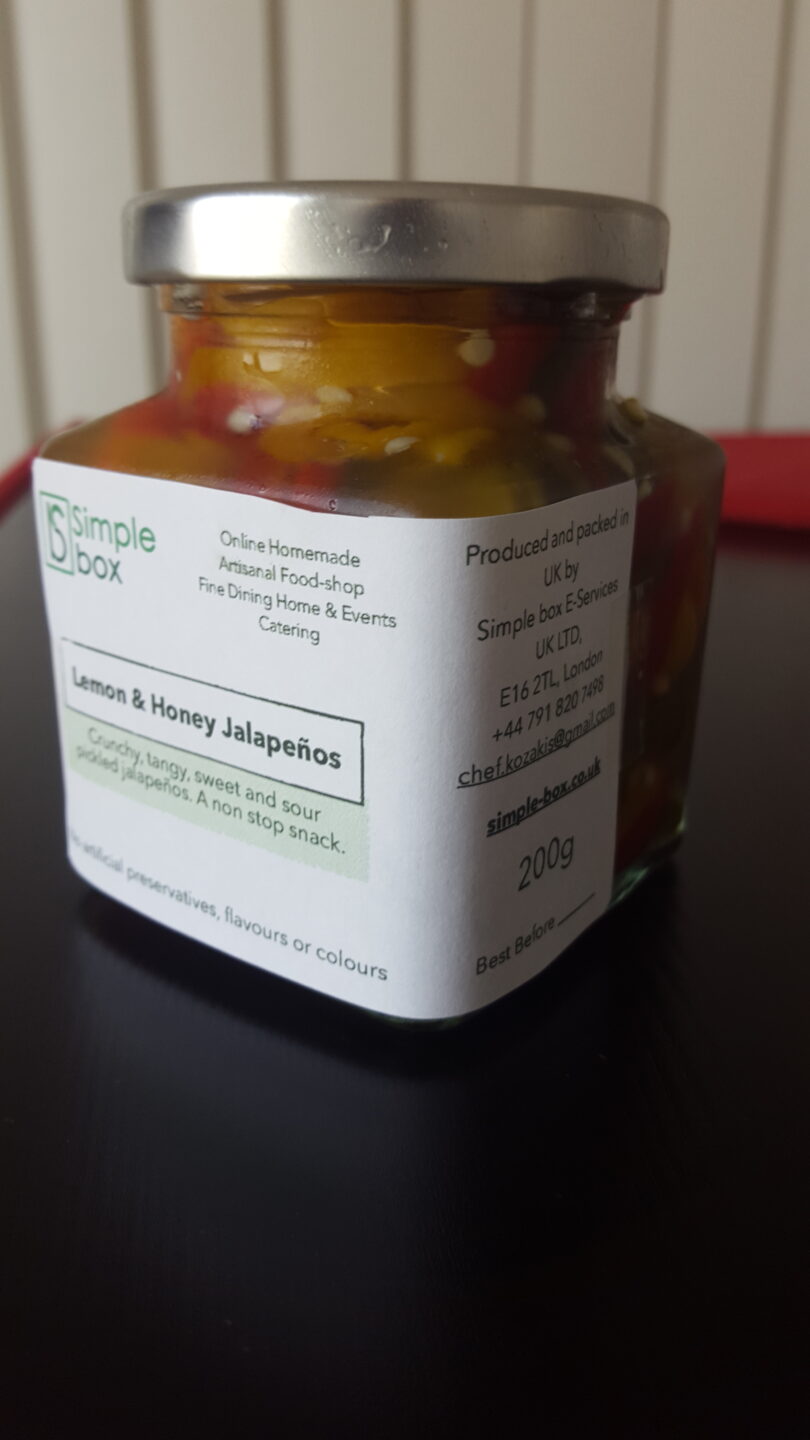 Simple
box
Online Homemade
Artisanal Food-shop
Fine Dining Home & Events
Catering
Lemon & Honey Jalapeños
Crunchy, tangy, sweet and sour
pickled jalapeños. A non stop snack.
artificial preservatives, flavours or colours
Produced and packed in
UK by
Simple box E-Services
UK LTD,
E16 2TL, London
+44 791 820 7498
chef.kozakis@gmail.com
simple-box.co.uk
200g
Best Before